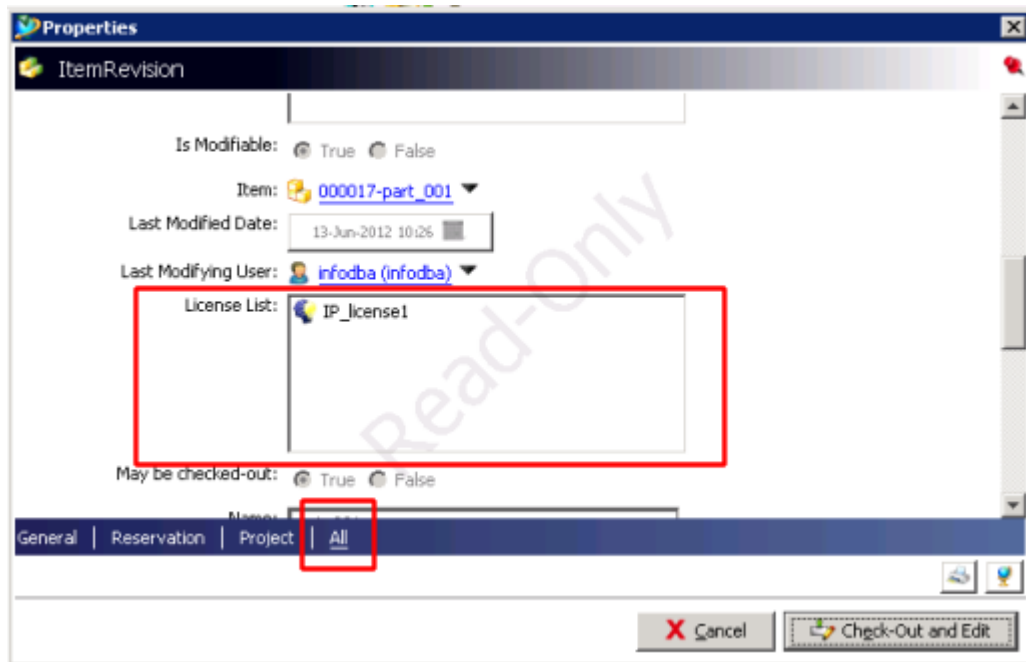 Properties
ItemRevision
Is Modifiable: True False
Item: 000017-part_001
Last Modified Date: 13-Jun-2012 10:26
Last Modifying User: infodba (infodba)
License List: IP_license1
Read-Only
May be checked-out: True False
Name:
General | Reservation | Project | All
Cancel Check-Out and Edit